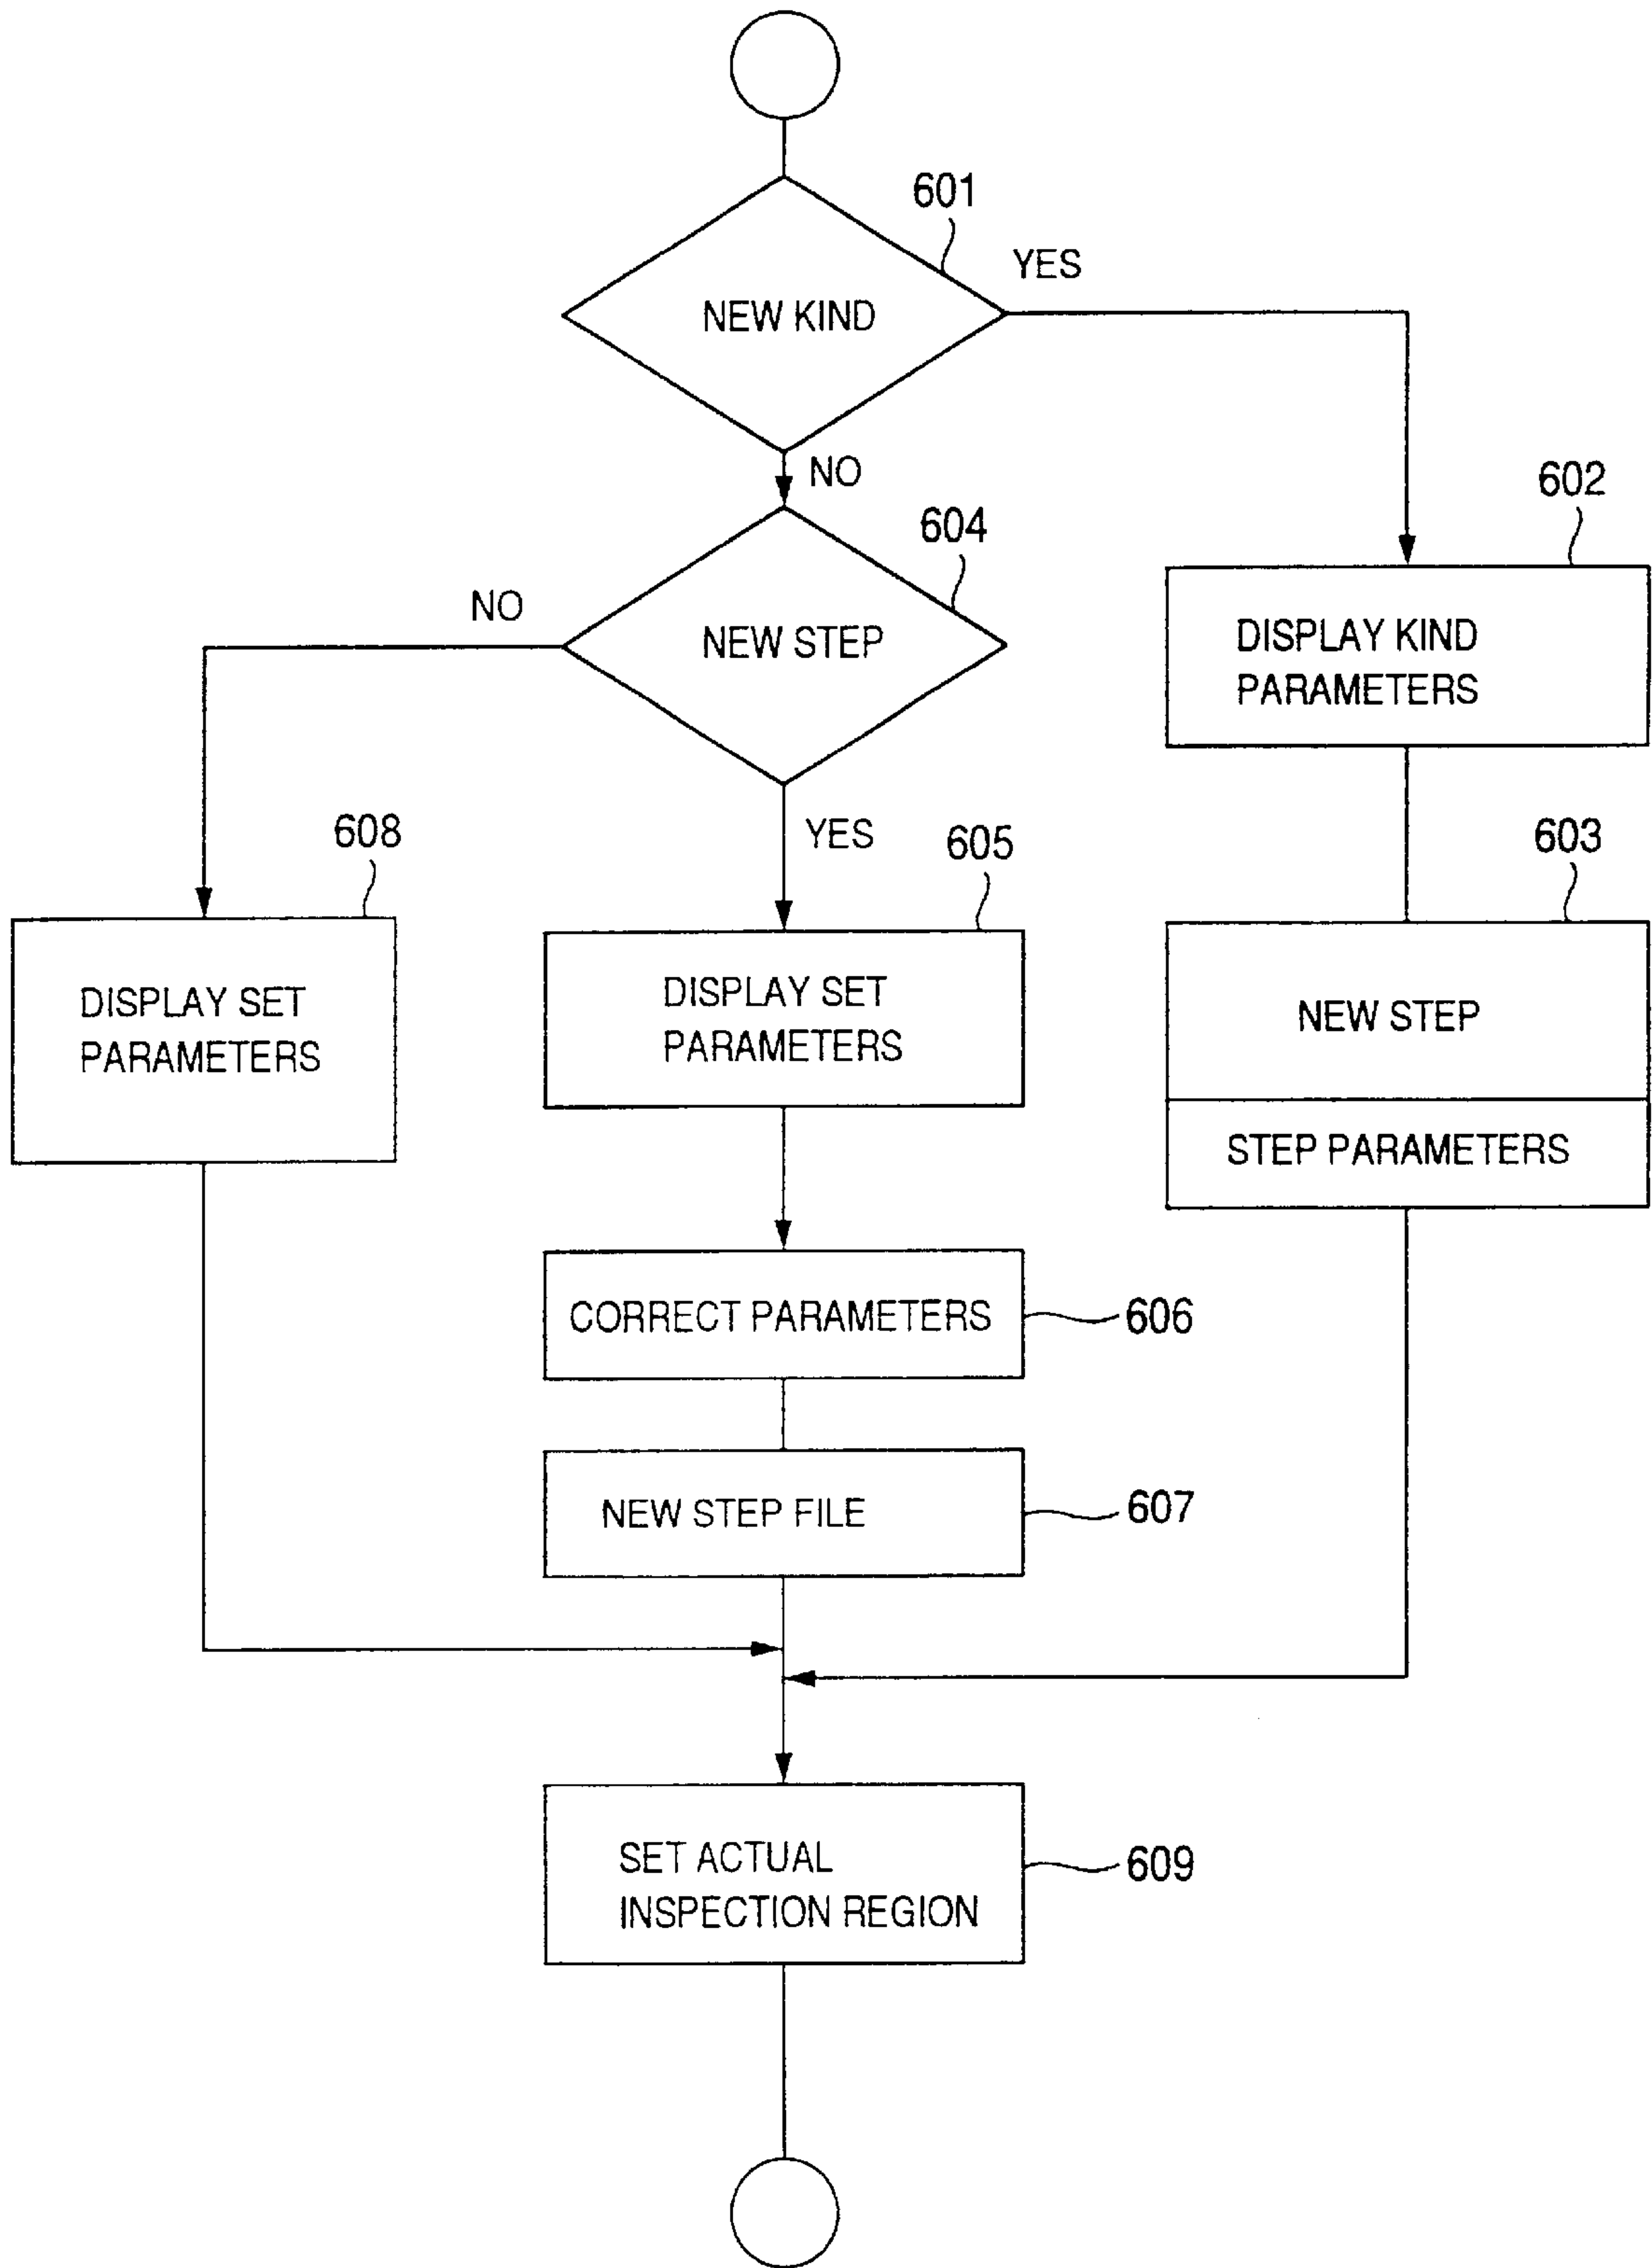 601
YES
NEW KIND
NO
602
604
NO
NEW STEP
DISPLAY KIND
PARAMETERS
608
YES
605
603
DISPLAY SET
PARAMETERS
DISPLAY SET
PARAMETERS
NEW STEP
STEP PARAMETERS
CORRECT PARAMETERS
606
NEW STEP FILE
607
SET ACTUAL
INSPECTION REGION
609